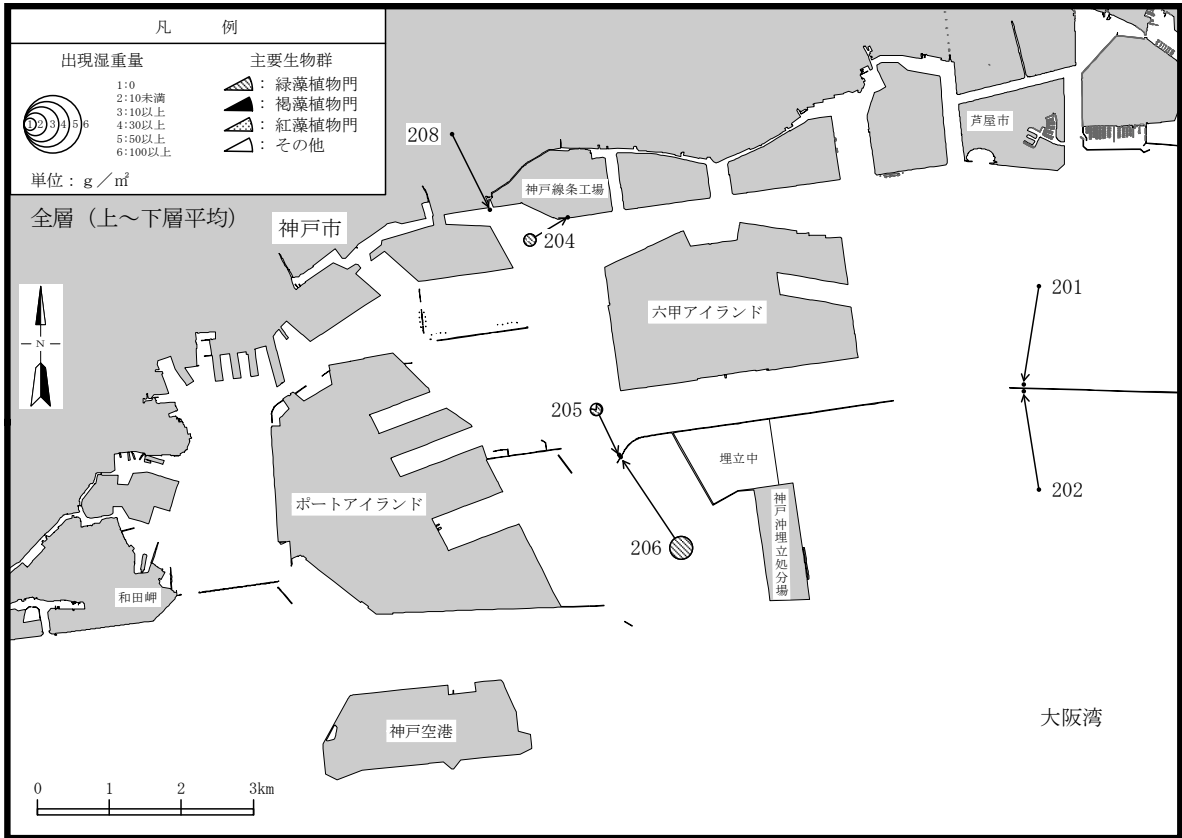 凡 例
出現湿重量
1:0
2:10未満
3:10以上
4:30以上
5:50以上
6:100以上
1 2 3 4 5 6
単位：g／㎡
主要生物群
：緑藻植物門
：褐藻植物門
：紅藻植物門
：その他
全層（上～下層平均）
208
神戸線条工場
芦屋市
神戸市
204
201
六甲アイランド
N
205
埋立中
202
ポートアイランド
神戸沖埋立処分場
206
和田岬
大阪湾
神戸空港
0 1 2 3km